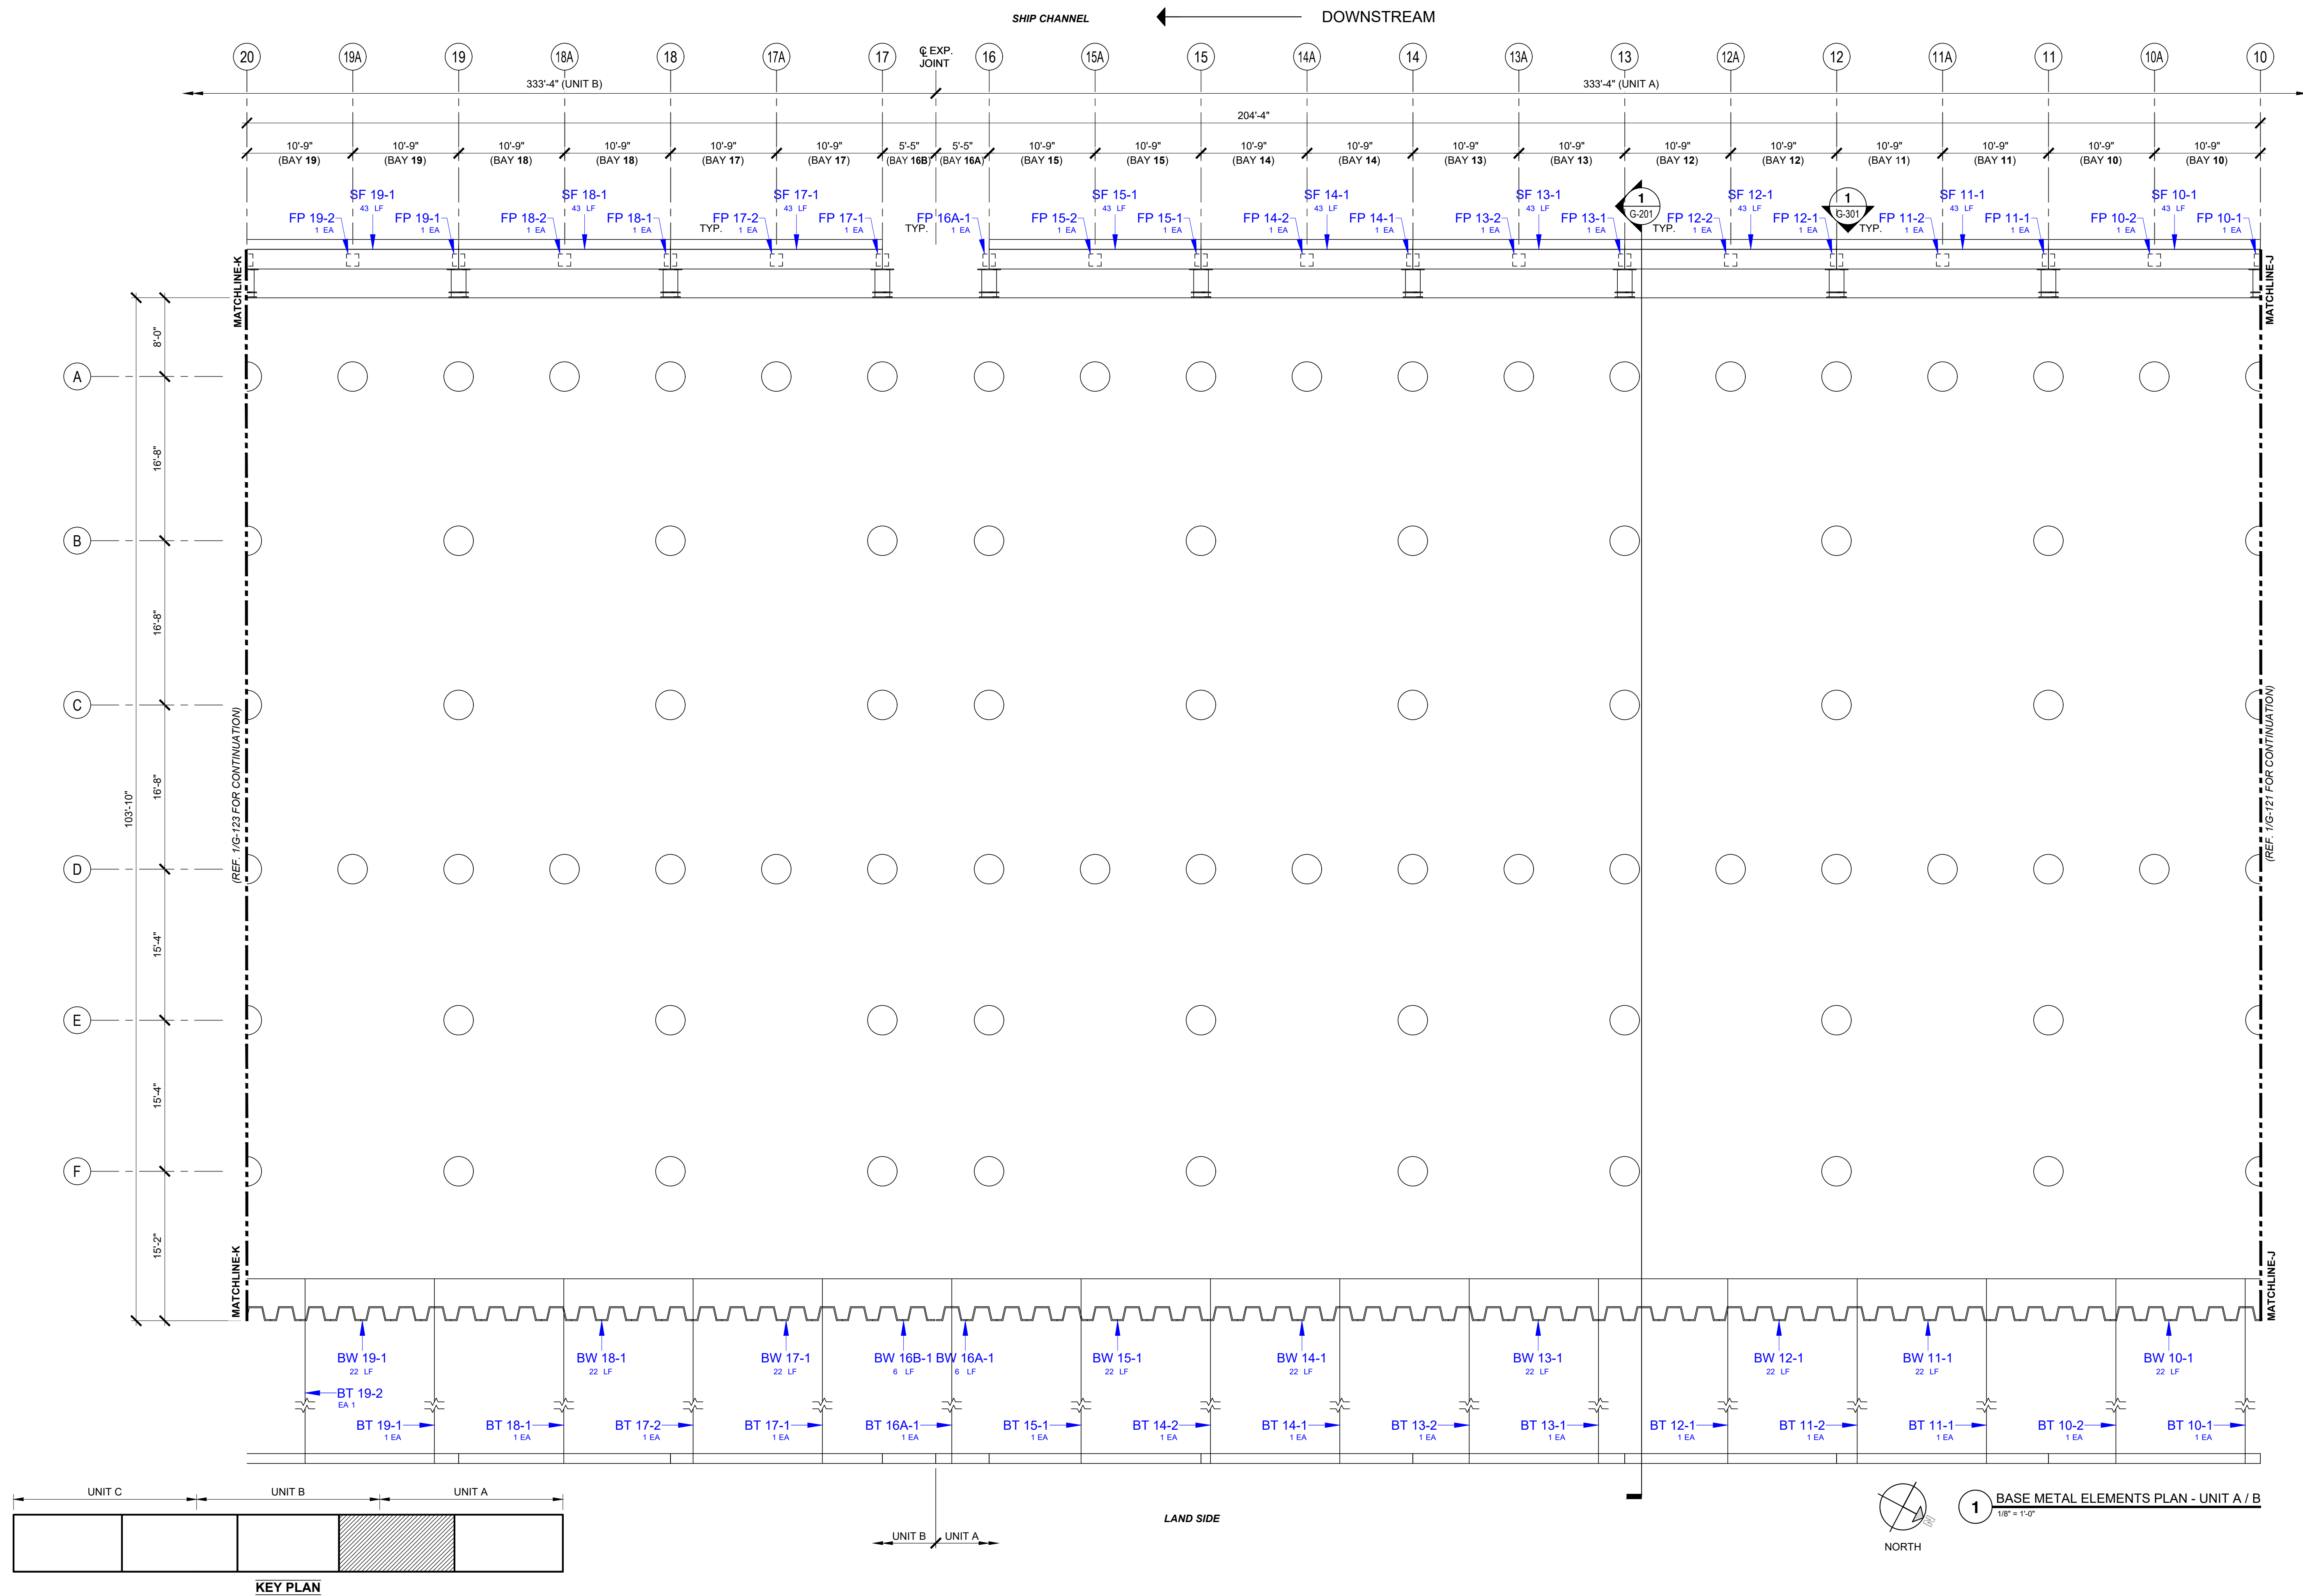 SHIP CHANNEL
DOWNSTREAM
20 19A 19 18A 18 17A 17 ℄ EXP. JOINT 16 15A 15 14A 14 13A 13 12A 12 11A 11 10A 10
333'-4" (UNIT B) 333'-4" (UNIT A)
204'-4"
10'-9" 10'-9" 10'-9" 10'-9" 10'-9" 10'-9" 5'-5" 5'-5" 10'-9" 10'-9" 10'-9" 10'-9" 10'-9" 10'-9" 10'-9" 10'-9" 10'-9" 10'-9" 10'-9" 10'-9"
(BAY 19) (BAY 19) (BAY 18) (BAY 18) (BAY 17) (BAY 17) (BAY 16B) (BAY 16A) (BAY 15) (BAY 15) (BAY 14) (BAY 14) (BAY 13) (BAY 13) (BAY 12) (BAY 12) (BAY 11) (BAY 11) (BAY 10) (BAY 10)
SF 19-1 SF 18-1 SF 17-1 SF 15-1 SF 14-1 SF 13-1 SF 12-1 SF 11-1 SF 10-1
43 LF 43 LF 43 LF 43 LF 43 LF 43 LF 43 LF 43 LF 43 LF
1 1
G-201 G-301
FP 19-2 FP 19-1 FP 18-2 FP 18-1 FP 17-2 FP 17-1 FP 16A-1 FP 15-2 FP 15-1 FP 14-2 FP 14-1 FP 13-2 FP 13-1 FP 12-2 FP 12-1 FP 11-2 FP 11-1 FP 10-2 FP 10-1
1 EA 1 EA 1 EA 1 EA 1 EA 1 EA 1 EA 1 EA 1 EA 1 EA 1 EA 1 EA 1 EA 1 EA 1 EA 1 EA 1 EA 1 EA 1 EA
TYP. TYP. TYP. TYP.
MATCHLINE-K
MATCHLINE-J
103'-10"
8'-0"
A
16'-8"
B
16'-8"
C
16'-8"
D
15'-4"
E
15'-4"
F
15'-2"
(REF. 1/G-123 FOR CONTINUATION)
(REF. 1/G-121 FOR CONTINUATION)
MATCHLINE-K
MATCHLINE-J
BW 19-1 BW 18-1 BW 17-1 BW 16B-1 BW 16A-1 BW 15-1 BW 14-1 BW 13-1 BW 12-1 BW 11-1 BW 10-1
22 LF 22 LF 22 LF 6 LF 6 LF 22 LF 22 LF 22 LF 22 LF 22 LF 22 LF
BT 19-2
EA 1
BT 19-1 BT 18-1 BT 17-2 BT 17-1 BT 16A-1 BT 15-1 BT 14-2 BT 14-1 BT 13-2 BT 13-1 BT 12-1 BT 11-2 BT 11-1 BT 10-2 BT 10-1
1 EA 1 EA 1 EA 1 EA 1 EA 1 EA 1 EA 1 EA 1 EA 1 EA 1 EA 1 EA 1 EA 1 EA 1 EA
UNIT C UNIT B UNIT A
KEY PLAN
UNIT B UNIT A
LAND SIDE
NORTH
1
BASE METAL ELEMENTS PLAN - UNIT A / B
1/8" = 1'-0"